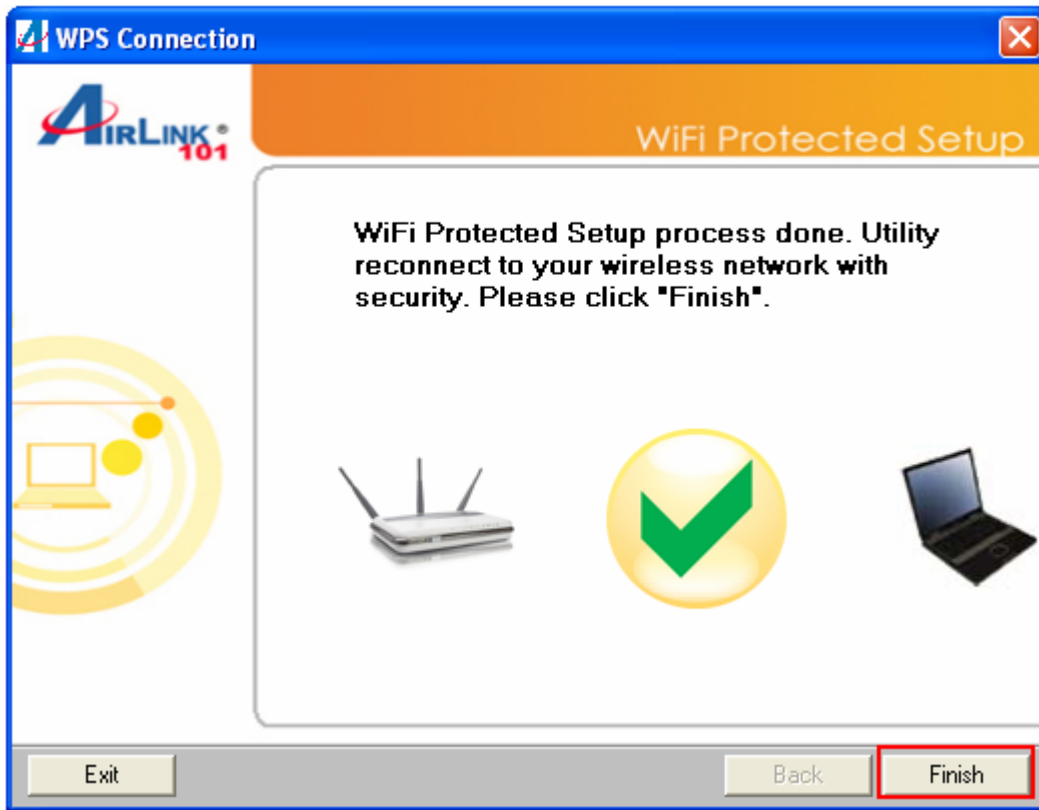 WPS Connection
AIRLINK®
101
WiFi Protected Setup
WiFi Protected Setup process done. Utility
reconnect to your wireless network with
security. Please click "Finish".
Exit
Back
Finish